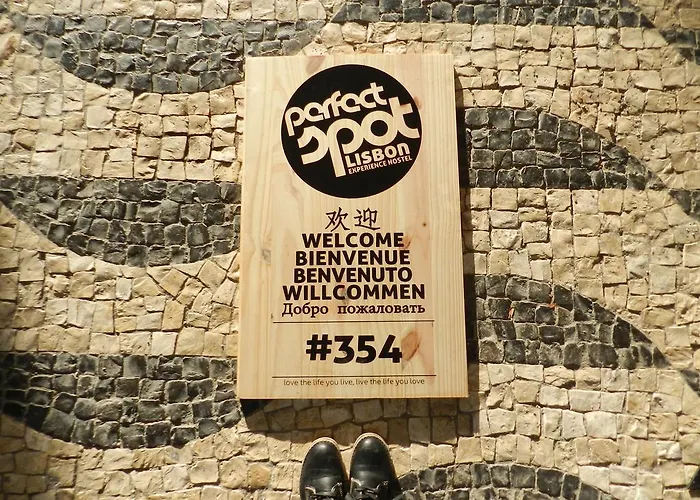 perfect
spot
LISBON
EXPERIENCE HOSTEL
欢迎
WELCOME
BIENVENUE
BENVENUTO
WILLCOMMEN
Добро пожаловать
#354
love the life you live, live the life you love